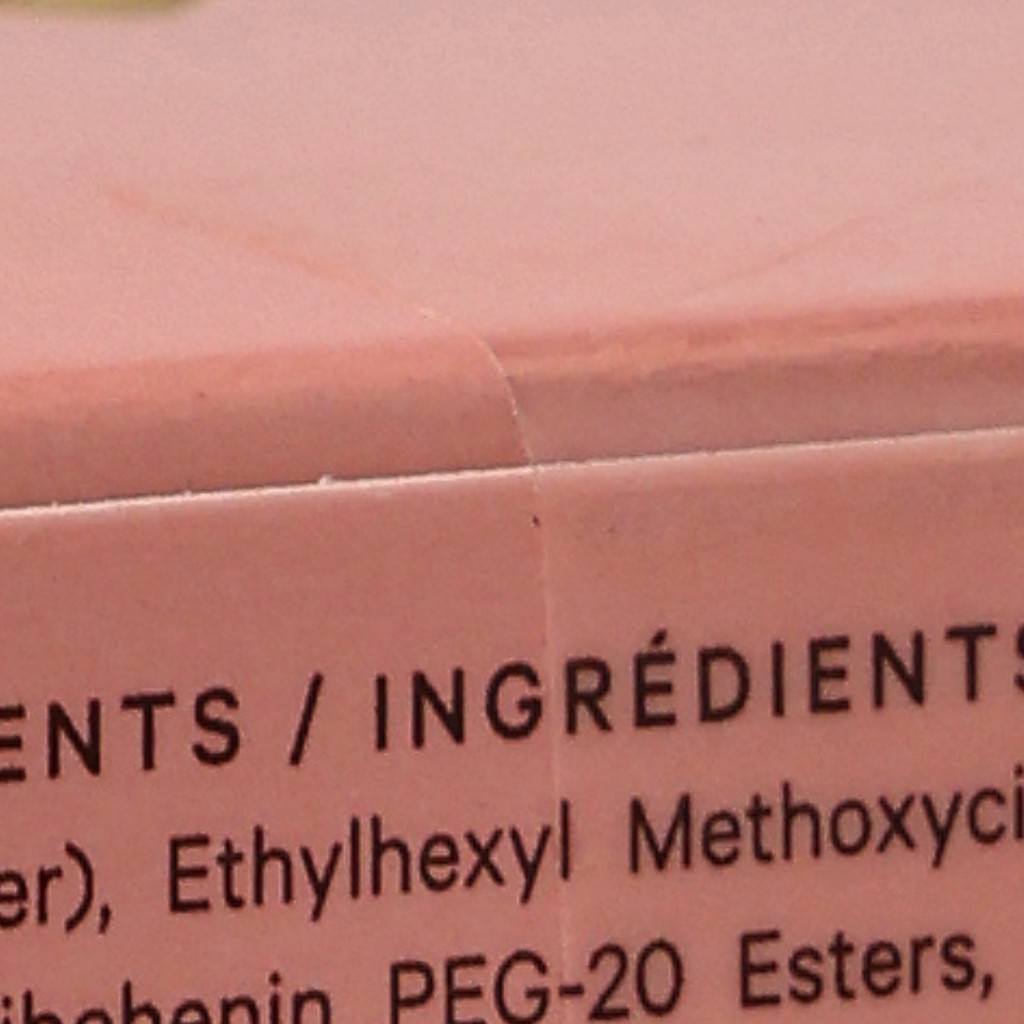 ENTS / INGRÉDIENTS
er), Ethylhexyl Methoxyci
PEG-20 Esters,